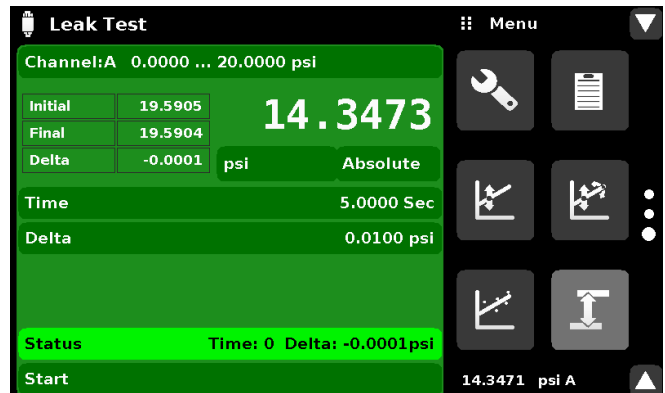 Leak Test
Channel:A 0.0000 ... 20.0000 psi
Initial 19.5905
Final 19.5904
Delta -0.0001
14.3473
psi Absolute
Time 5.0000 Sec
Delta 0.0100 psi
Status Time: 0 Delta: -0.0001psi
Start
Menu
14.3471 psi A